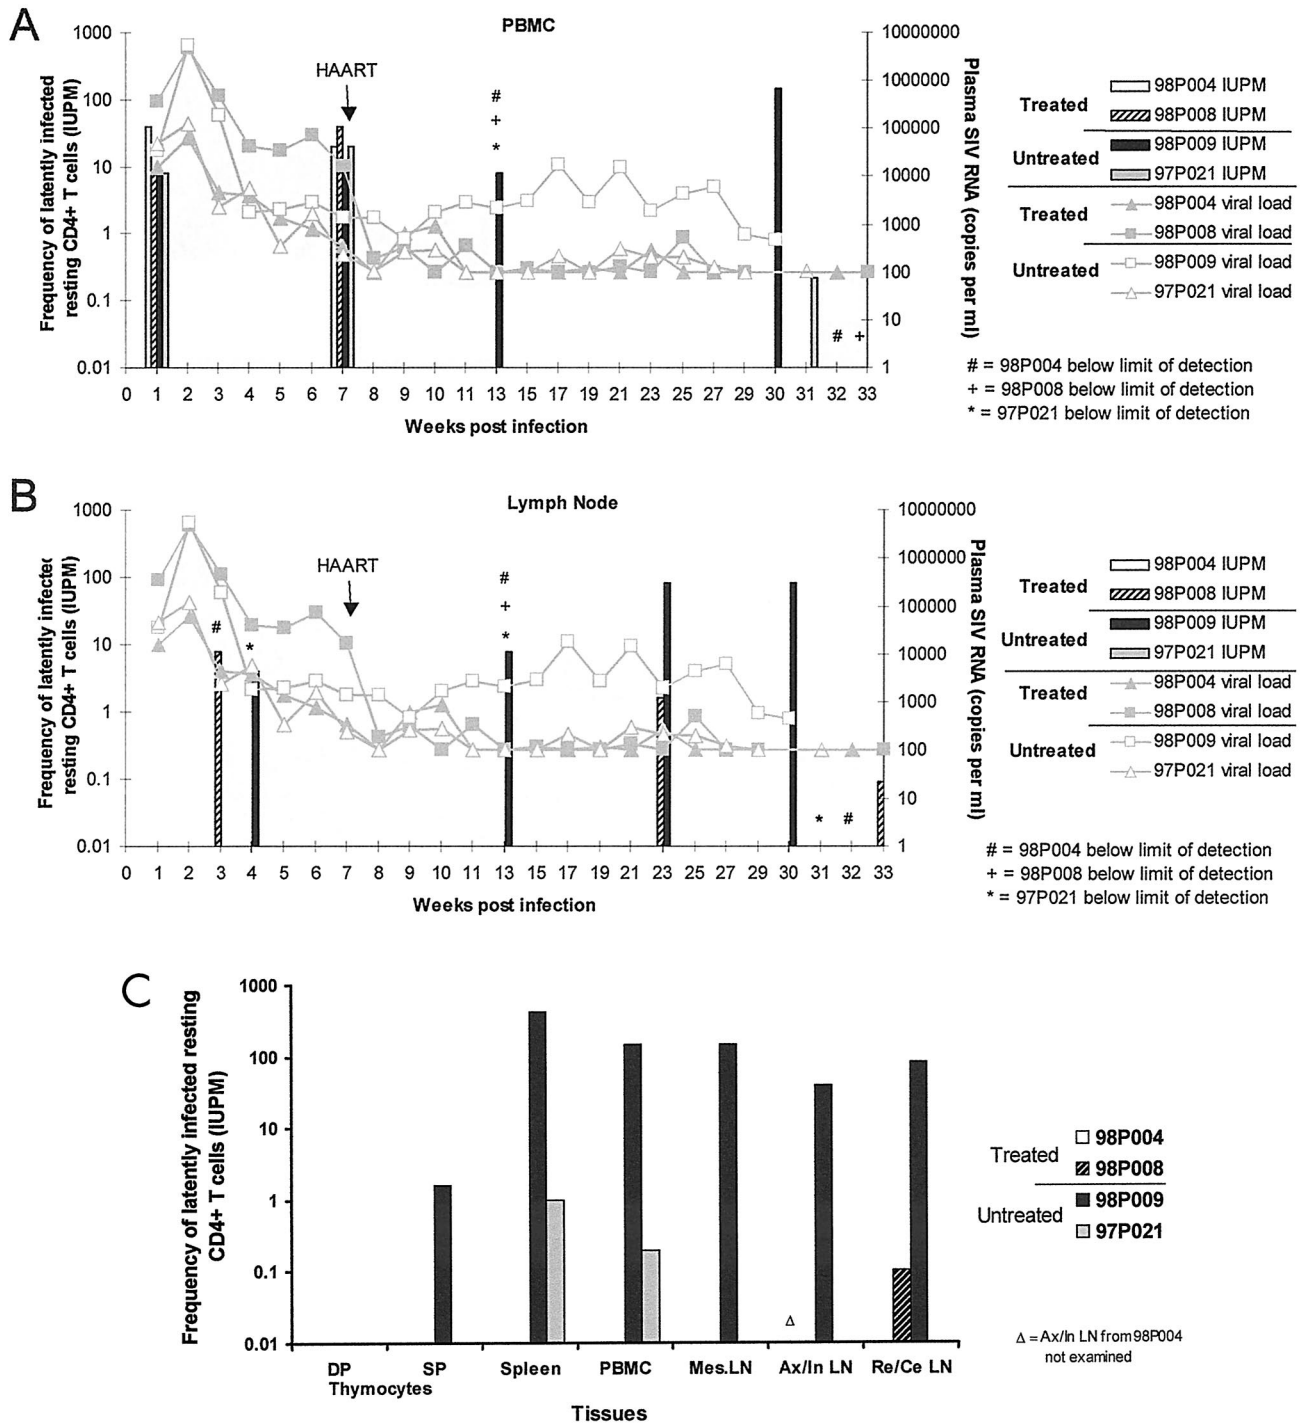 A
PBMC
Frequency of latently infected
resting CD4+ T cells (IUPM)
1000
100
10
1
0.1
0.01
HAART
#
+
*
# +
10000000
1000000
100000
10000
1000
100
10
1
Plasma SIV RNA (copies per ml)
0 1 2 3 4 5 6 7 8 9 10 11 13 15 17 19 21 23 25 27 29 30 31 32 33
Weeks post infection
Treated
98P004 IUPM
98P008 IUPM
Untreated
98P009 IUPM
97P021 IUPM
Treated
98P004 viral load
98P008 viral load
Untreated
98P009 viral load
97P021 viral load
# = 98P004 below limit of detection
+ = 98P008 below limit of detection
* = 97P021 below limit of detection
B
Lymph Node
Frequency of latently infectec
resting CD4+ T cells (IUPM)
1000
100
10
1
0.1
0.01
HAART
# *
#
+
*
* #
10000000
1000000
100000
10000
1000
100
10
1
Plasma SIV RNA (copies per ml)
0 1 2 3 4 5 6 7 8 9 10 11 13 15 17 19 21 23 25 27 29 30 31 32 33
Weeks post infection
Treated
98P004 IUPM
98P008 IUPM
Untreated
98P009 IUPM
97P021 IUPM
Treated
98P004 viral load
98P008 viral load
Untreated
98P009 viral load
97P021 viral load
# = 98P004 below limit of detection
+ = 98P008 below limit of detection
* = 97P021 below limit of detection
C
Frequency of latently infected resting
CD4+ T cells (IUPM)
1000
100
10
1
0.1
0.01
Δ
DP SP Spleen PBMC Mes.LN Ax/In LN Re/Ce LN
Thymocytes
Tissues
Treated
98P004
98P008
Untreated
98P009
97P021
Δ = Ax/In LN from 98P004
not examined